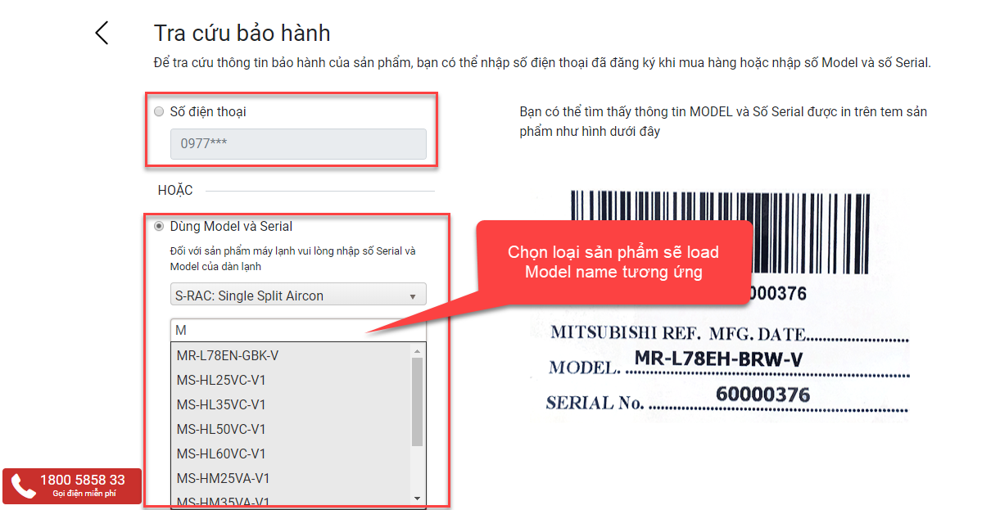 Tra cứu bảo hành
Để tra cứu thông tin bảo hành của sản phẩm, bạn có thể nhập số điện thoại đã đăng ký khi mua hàng hoặc nhập số Model và số Serial.
Số điện thoại
0977***
HOẶC
Dùng Model và Serial
Đối với sản phẩm máy lạnh vui lòng nhập số Serial và
Model của dàn lạnh
S-RAC: Single Split Aircon
M
MR-L78EN-GBK-V
MS-HL25VC-V1
MS-HL35VC-V1
MS-HL50VC-V1
MS-HL60VC-V1
MS-HM25VA-V1
MS-HM35VA-V1
Chọn loại sản phẩm sẽ load
Model name tương ứng
Bạn có thể tìm thấy thông tin MODEL và Số Serial được in trên tem sản
phẩm như hình dưới đây
000376
MITSUBISHI REF. MFG. DATE
MODEL. MR-L78EH-BRW-V
SERIAL No. 60000376
1800 5858 33
Gọi điện miễn phí